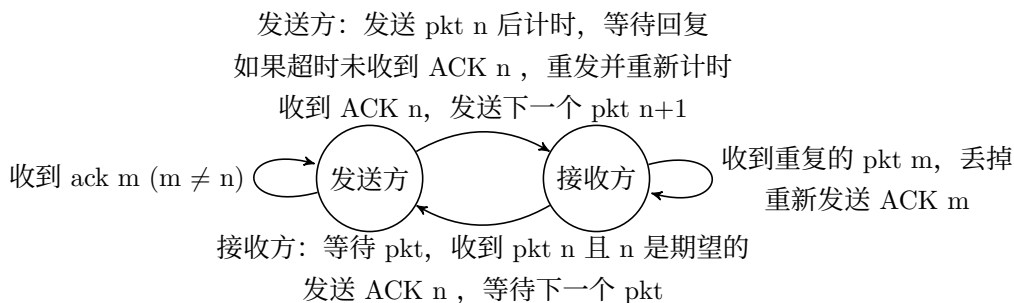 发送方：发送 pkt n 后计时，等待回复
如果超时未收到 ACK n ，重发并重新计时
收到 ACK n，发送下一个 pkt n+1
收到 ack m (m ≠ n)
发送方
接收方
收到重复的 pkt m，丢掉
重新发送 ACK m
接收方：等待 pkt，收到 pkt n 且 n 是期望的
发送 ACK n ，等待下一个 pkt